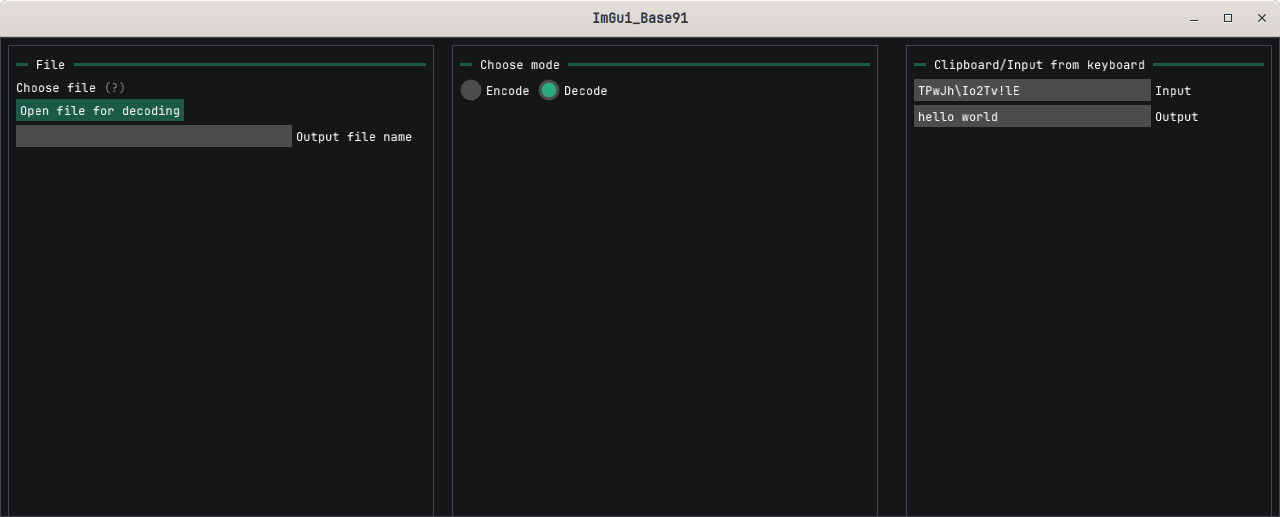 ImGui_Base91
File
Choose file (?)
Open file for decoding
Output file name
Choose mode
Encode Decode
Clipboard/Input from keyboard
TPwJh\Io2Tv!lE Input
hello world Output